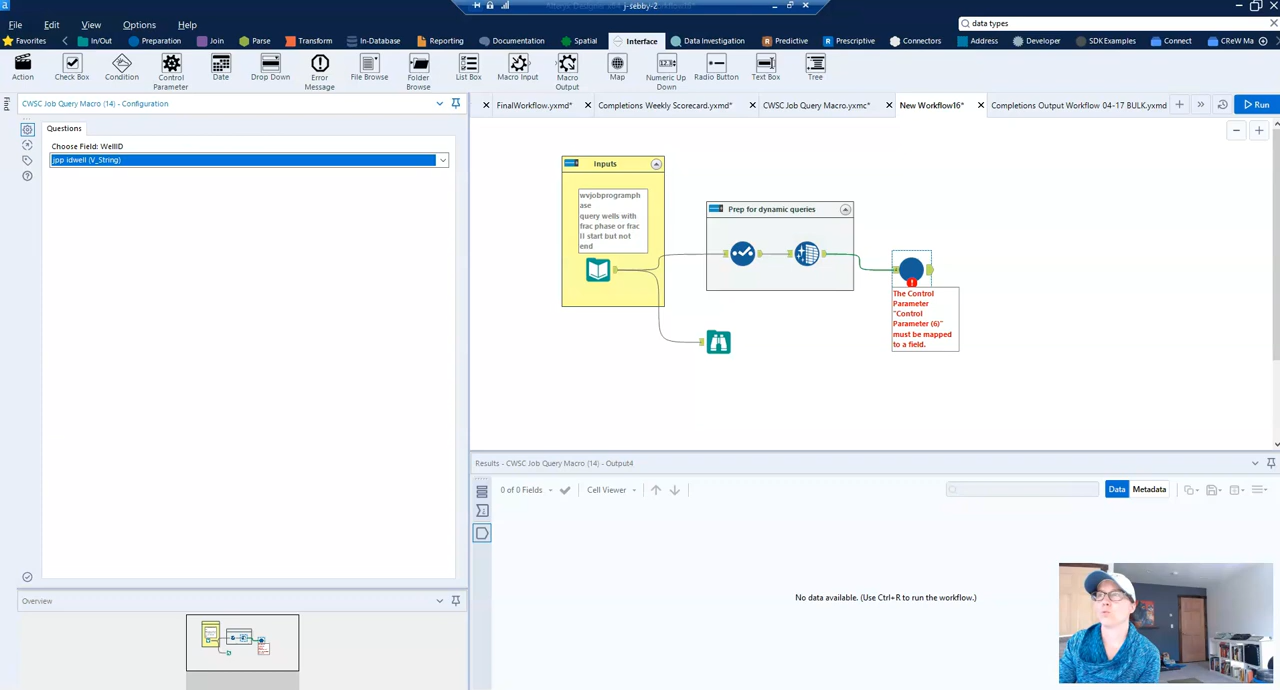 j-sebby-2
File
Edit
View
Options
Help
data types
Favorites
In/Out
Preparation
Join
Parse
Transform
In-Database
Reporting
Documentation
Spatial
Interface
Data Investigation
Predictive
Prescriptive
Connectors
Address
Developer
SDKExamples
Connect
CReW Ma
Action
Check Box
Condition
Control
Parameter
Date
Drop Down
Error
Message
File Browse
Folder
Browse
List Box
Macro Input
Macro
Output
Map
Numeric Up
Down
Radio Button
Text Box
Tree
Find
CWSC Job Query Macro (14) - Configuration
FinalWorkflow.yxmd*
Completions Weekly Scorecard.yxmd*
CWSC Job Query Macro.yxmc*
New Workflow16*
Completions Output Workflow 04-17 BULK.yxmd
Run
Questions
Choose Field: WellID
jpp idwell (V_String)
Inputs
wvjobprogramph
ase
query wells with
frac phase or frac
II start but not
end
Prep for dynamic queries
The Control
Parameter
"Control
Parameter (6)"
must be mapped
to a field.
Results - CWSC Job Query Macro (14) - Output4
0 of 0 Fields
Cell Viewer
Data
Metadata
No data available. (Use Ctrl+R to run the workflow.)
Overview